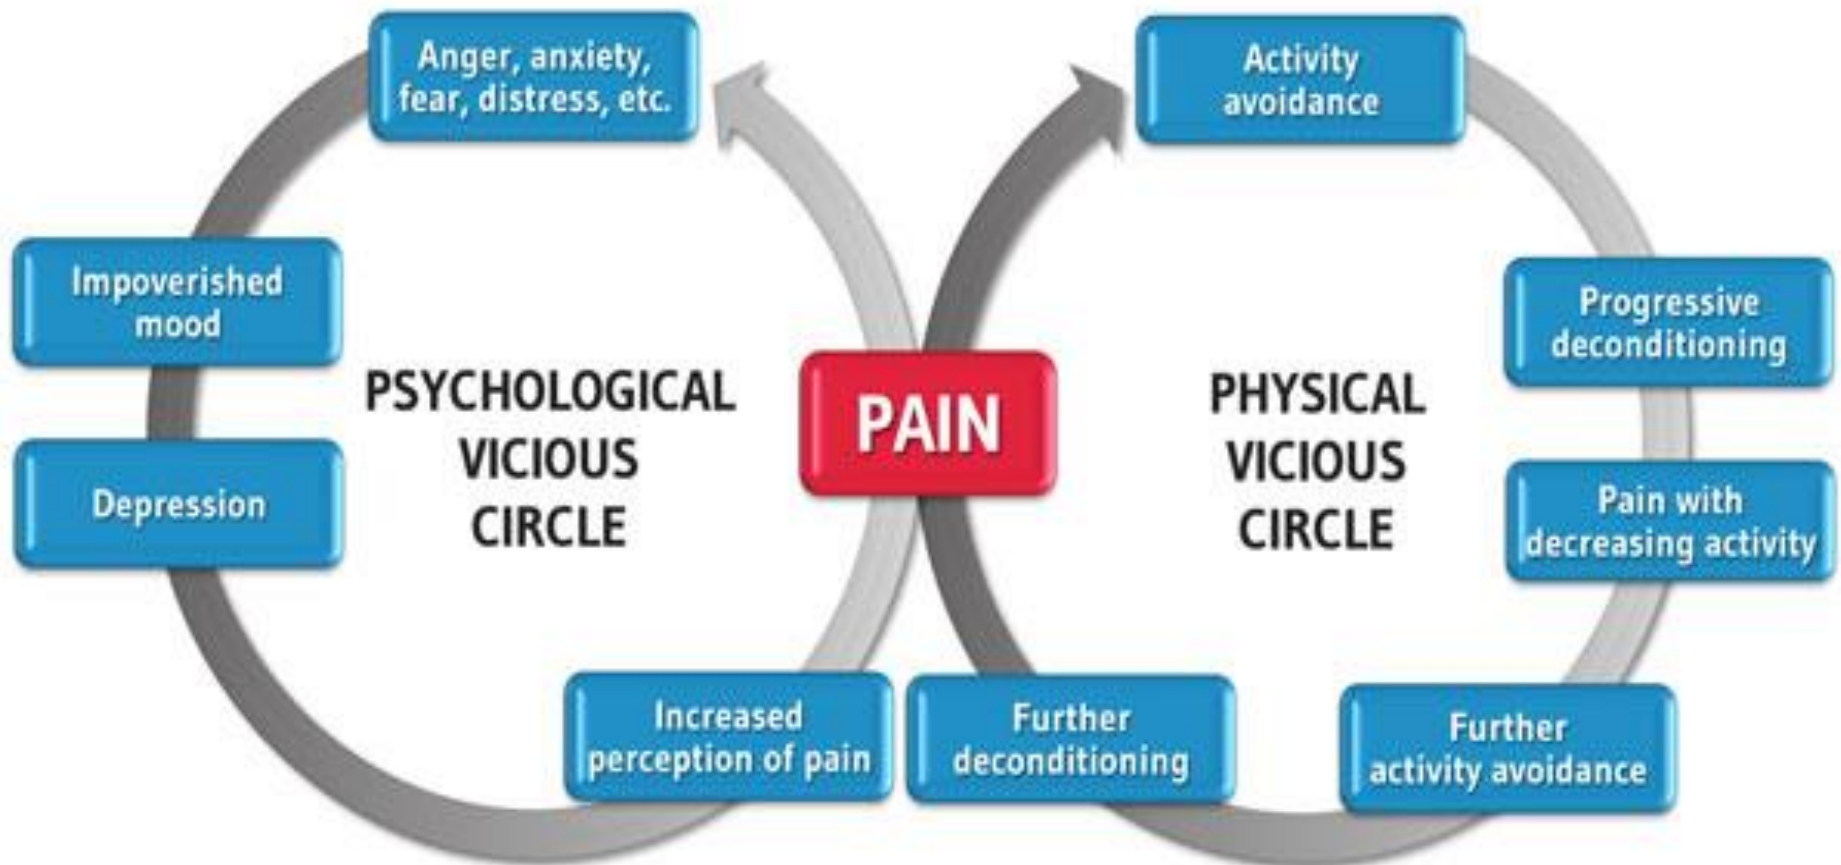 Anger, anxiety,
fear, distress, etc.
Impoverished
mood
Depression
Increased
perception of pain
PSYCHOLOGICAL
VICIOUS
CIRCLE
PAIN
Activity
avoidance
Progressive
deconditioning
Pain with
decreasing activity
Further
activity avoidance
Further
deconditioning
PHYSICAL
VICIOUS
CIRCLE